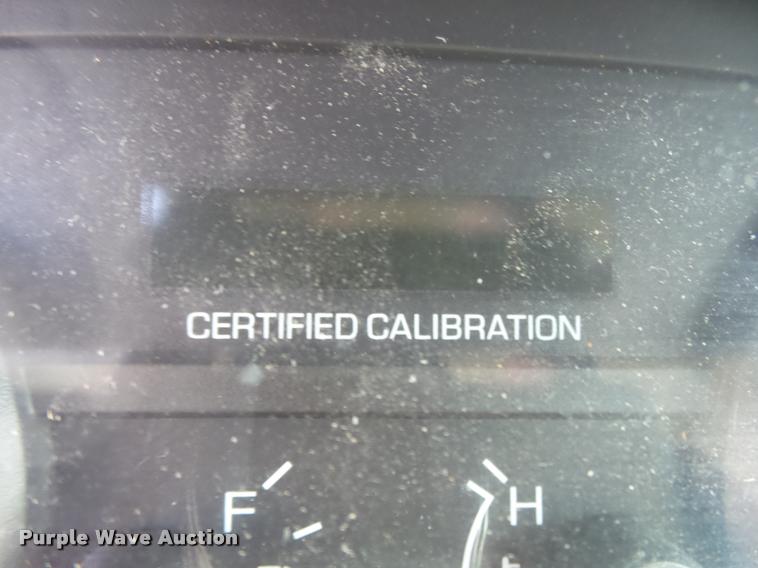 CERTIFIED CALIBRATION
F H
Purple Wave Auction